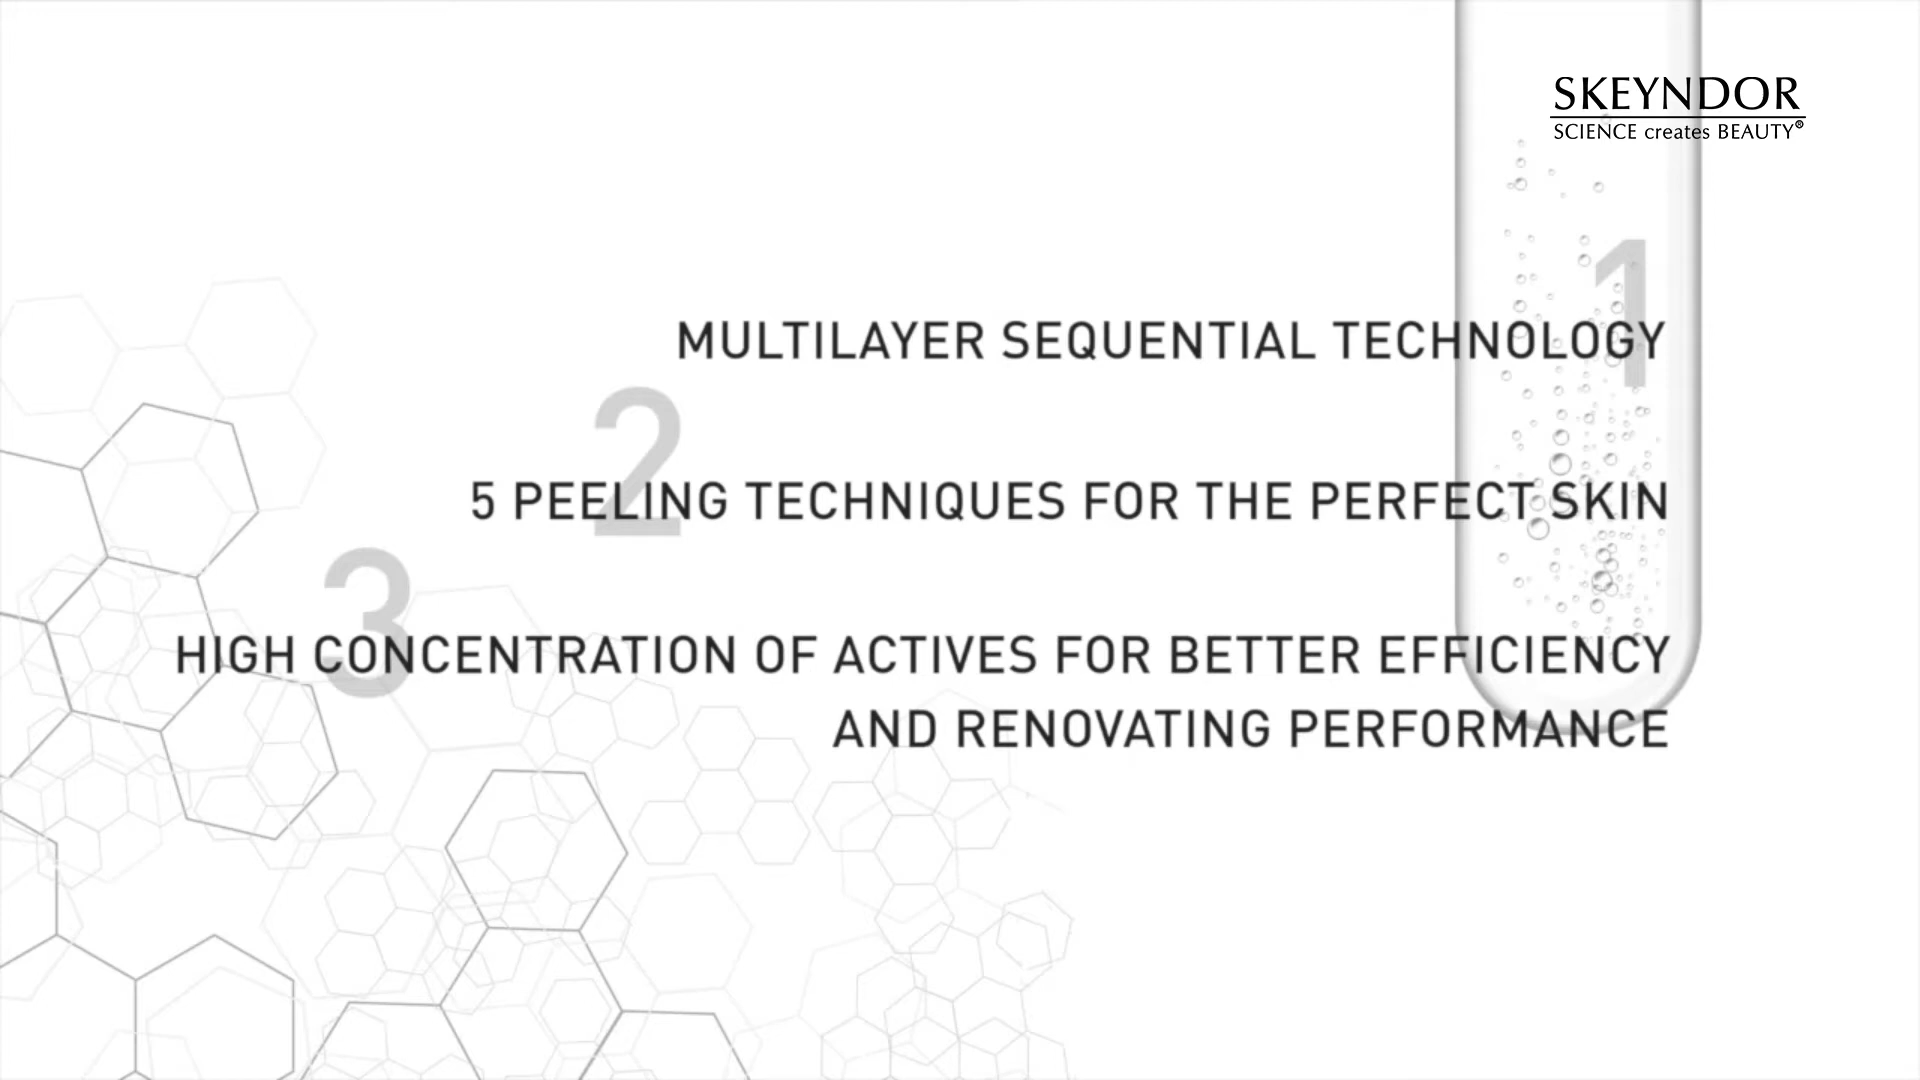 SKEYNDOR
SCIENCE creates BEAUTY®
1
MULTILAYER SEQUENTIAL TECHNOLOGY
2
5 PEELING TECHNIQUES FOR THE PERFECT SKIN
3
HIGH CONCENTRATION OF ACTIVES FOR BETTER EFFICIENCY
AND RENOVATING PERFORMANCE